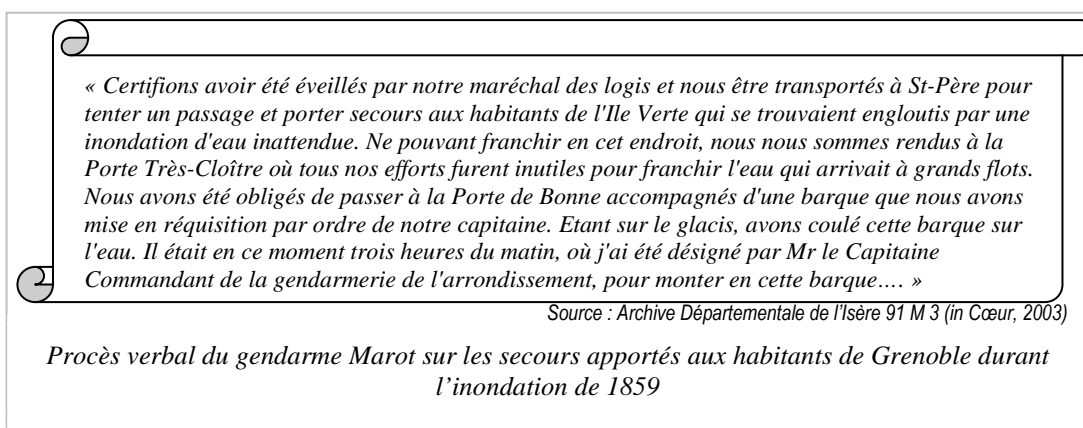 « Certifions avoir été éveillés par notre maréchal des logis et nous être transportés à St-Père pour
tenter un passage et porter secours aux habitants de l'Ile Verte qui se trouvaient engloutis par une
inondation d'eau inattendue. Ne pouvant franchir en cet endroit, nous nous sommes rendus à la
Porte Très-Cloître où tous nos efforts furent inutiles pour franchir l'eau qui arrivait à grands flots.
Nous avons été obligés de passer à la Porte de Bonne accompagnés d'une barque que nous avons
mise en réquisition par ordre de notre capitaine. Etant sur le glacis, avons coulé cette barque sur
l'eau. Il était en ce moment trois heures du matin, où j'ai été désigné par Mr le Capitaine
Commandant de la gendarmerie de l'arrondissement, pour monter en cette barque…. »
Source : Archive Départementale de l'Isère 91 M 3 (in Cœur, 2003)
Procès verbal du gendarme Marot sur les secours apportés aux habitants de Grenoble durant
l'inondation de 1859